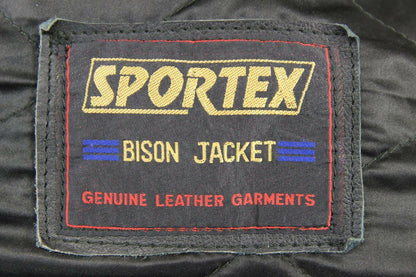 SPORTEX
BISON JACKET
GENUINE LEATHER GARMENTS